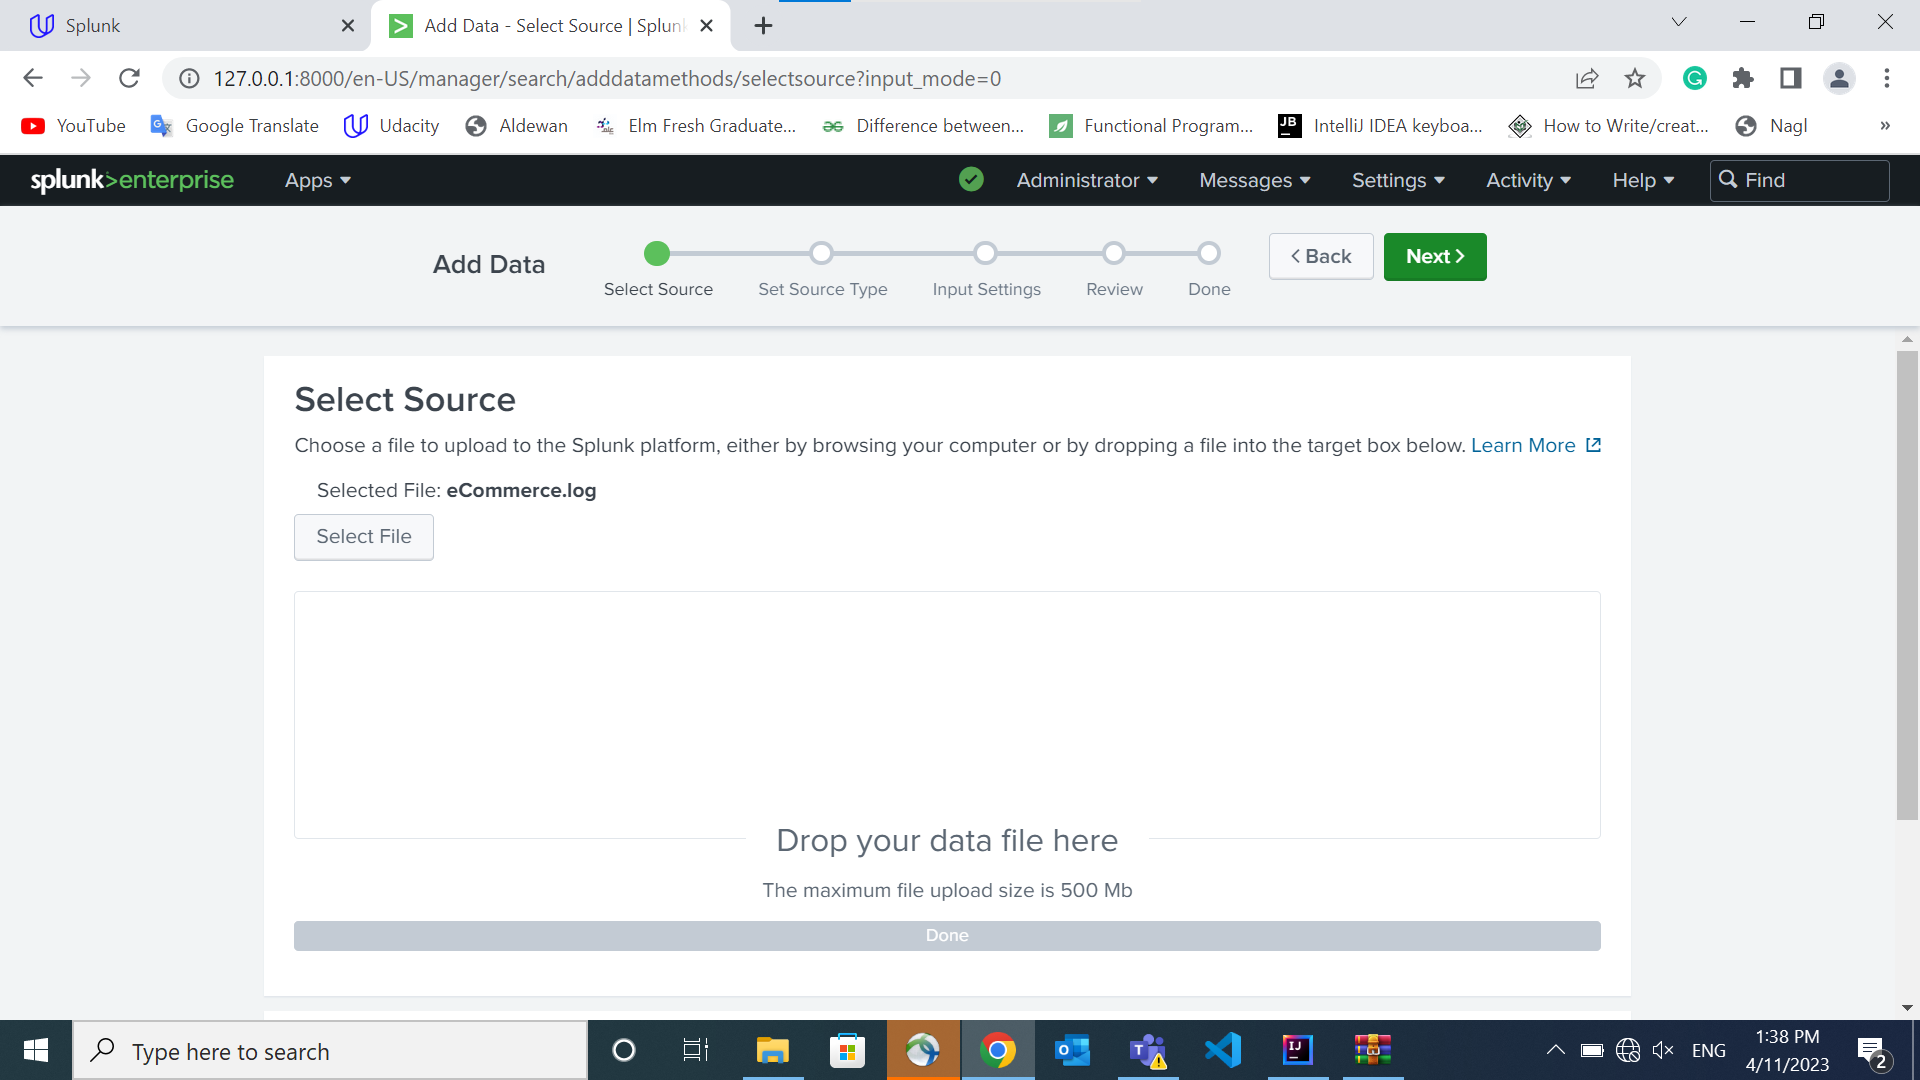 Splunk
Add Data - Select Source | Splun
127.0.0.1:8000/en-US/manager/search/adddatamethods/selectsource?input_mode=0
YouTube Google Translate Udacity Aldewan Elm Fresh Graduate... Difference between... Functional Program... IntelliJ IDEA keyboa... How to Write/creat... Nagl »
splunk>enterprise Apps Administrator Messages Settings Activity Help Find
Add Data
Select Source Set Source Type Input Settings Review Done
Back Next
Select Source
Choose a file to upload to the Splunk platform, either by browsing your computer or by dropping a file into the target box below. Learn More
Selected File: eCommerce.log
Select File
Drop your data file here
The maximum file upload size is 500 Mb
Done
Type here to search
ENG
1:38 PM
4/11/2023
2